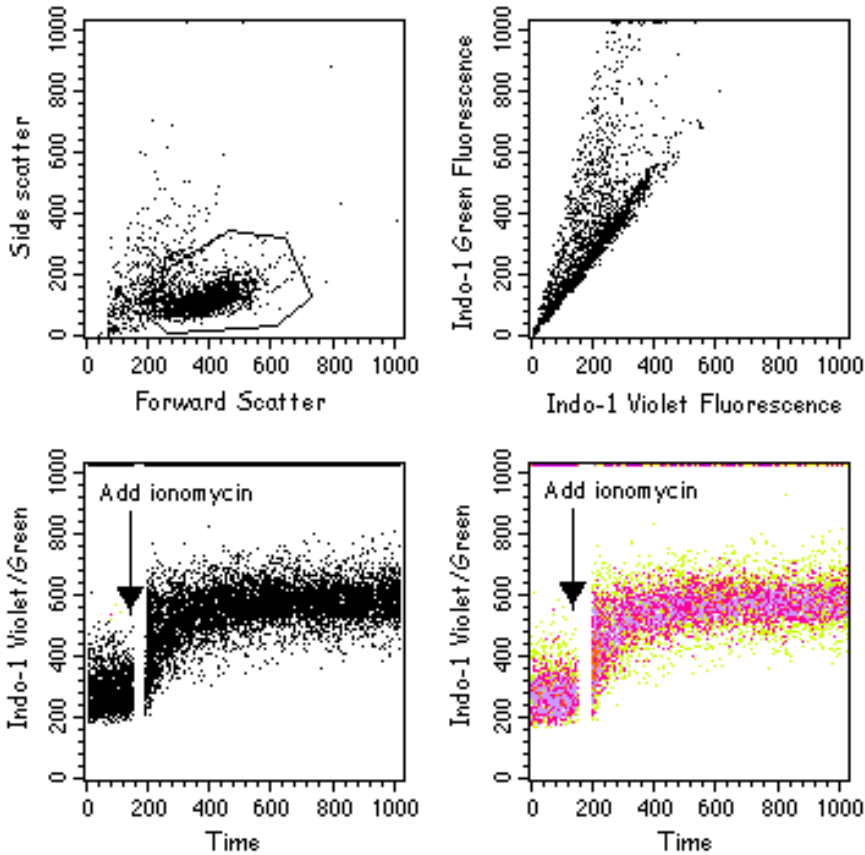 Side scatter
1000
800
600
400
200
0
0 200 400 600 800 1000
Forward Scatter
Indo-1 Green Fluorescence
1000
800
600
400
200
0
0 200 400 600 800 1000
Indo-1 Violet Fluorescence
Indo-1 Violet/Green
1000
800
600
400
200
0
Add ionomycin
0 200 400 600 800 1000
Time
Indo-1 Violet/Green
1000
800
600
400
200
0
Add ionomycin
0 200 400 600 800 1000
Time